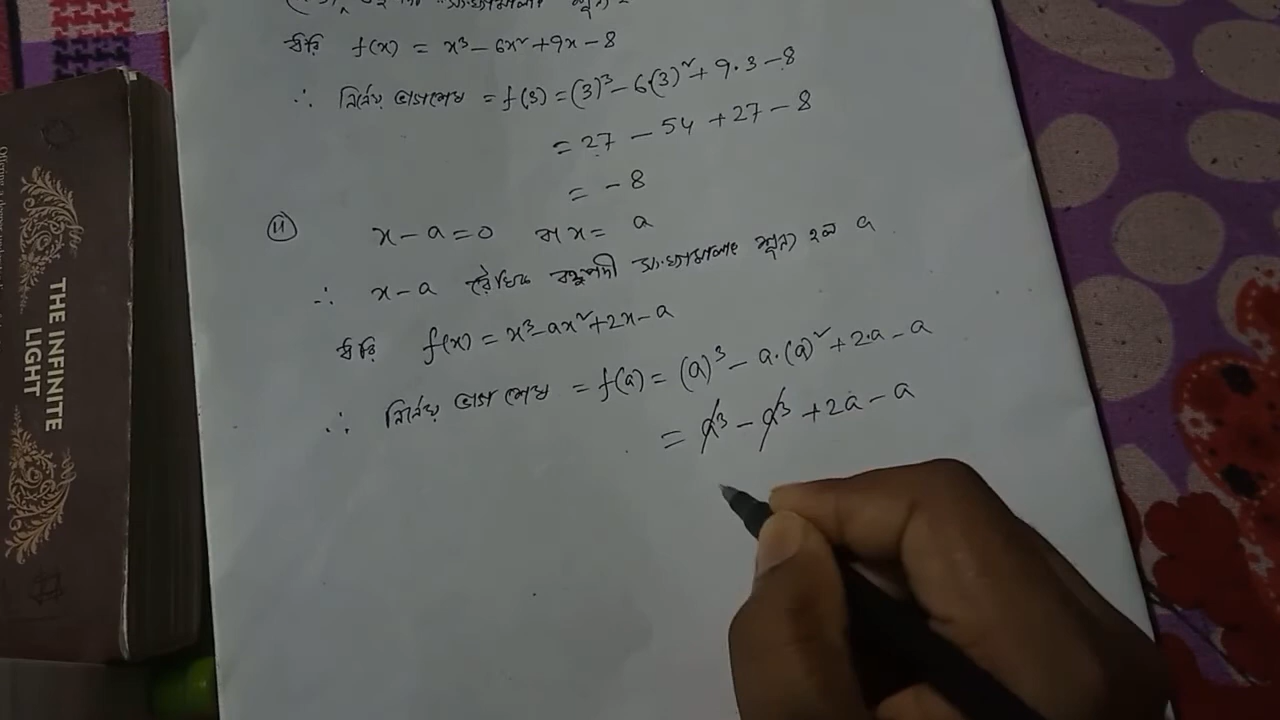 ধরি f(x) = x³ – 6x² + 9x – 8
∴ নির্ণেয় ভাগশেষ = f(3) = (3)³ – 6(3)² + 9·3 – 8
= 27 – 54 + 27 – 8
= – 8
(ii) x – a = 0 বা x = a
∴ x – a রৈখিক বহুপদী সংখ্যামালার শূন্য হল a
ধরি f(x) = x³ – ax² + 2x – a
∴ নির্ণেয় ভাগশেষ = f(a) = (a)³ – a·(a)² + 2·a – a
= a³ – a³ + 2a – a
THE INFINITE
LIGHT